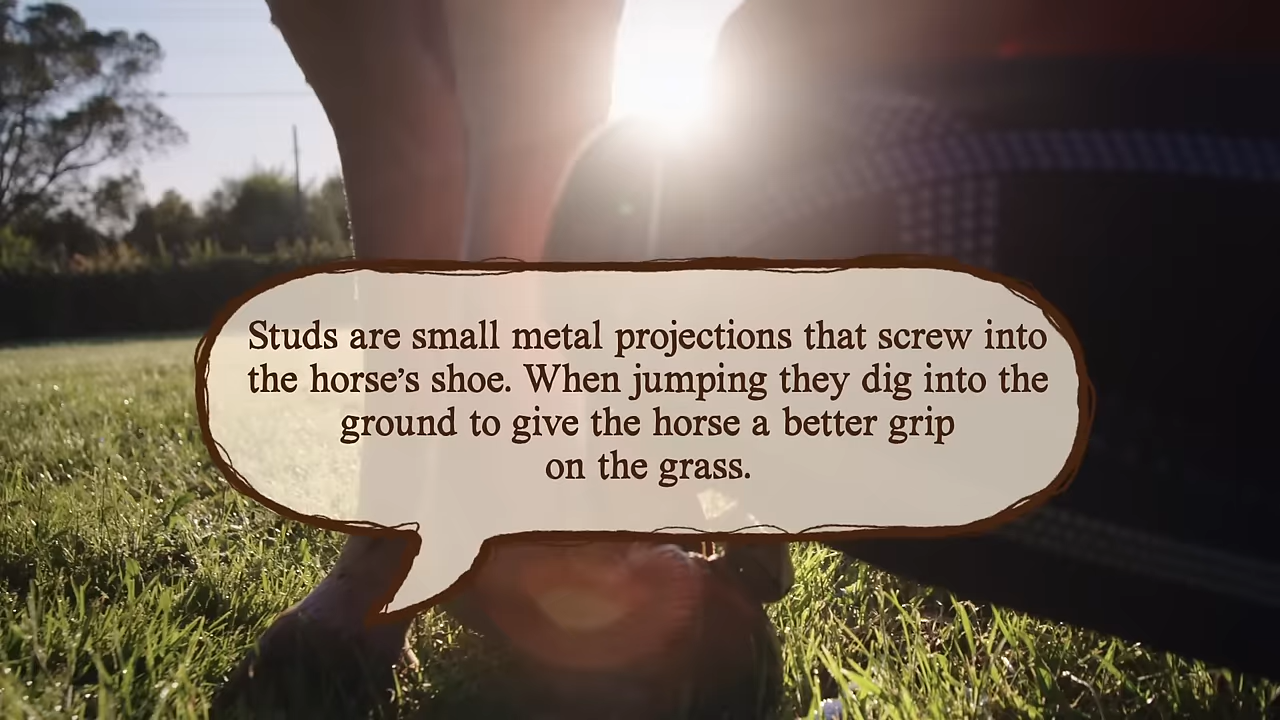 Studs are small metal projections that screw into
the horse’s shoe. When jumping they dig into the
ground to give the horse a better grip
on the grass.